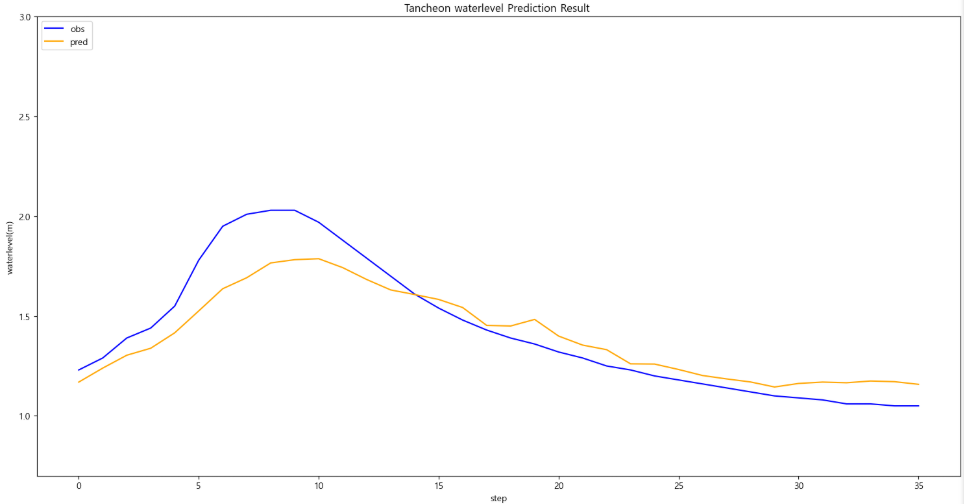 Tancheon waterlevel Prediction Result
obs
pred
3.0
2.5
2.0
1.5
1.0
waterlevel(m)
0 5 10 15 20 25 30 35
step